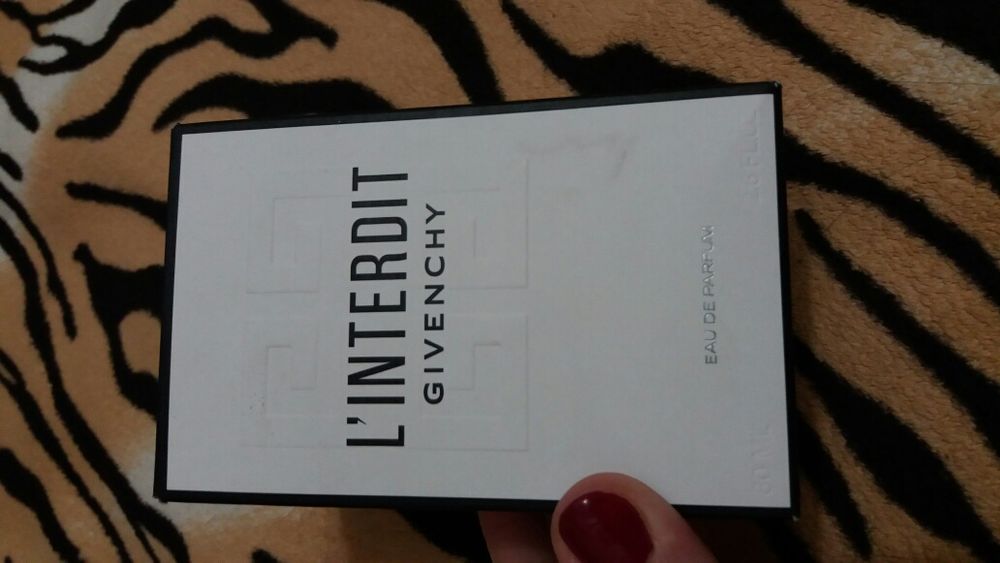 L'INTERDIT
GIVENCHY
EAU DE PARFUM